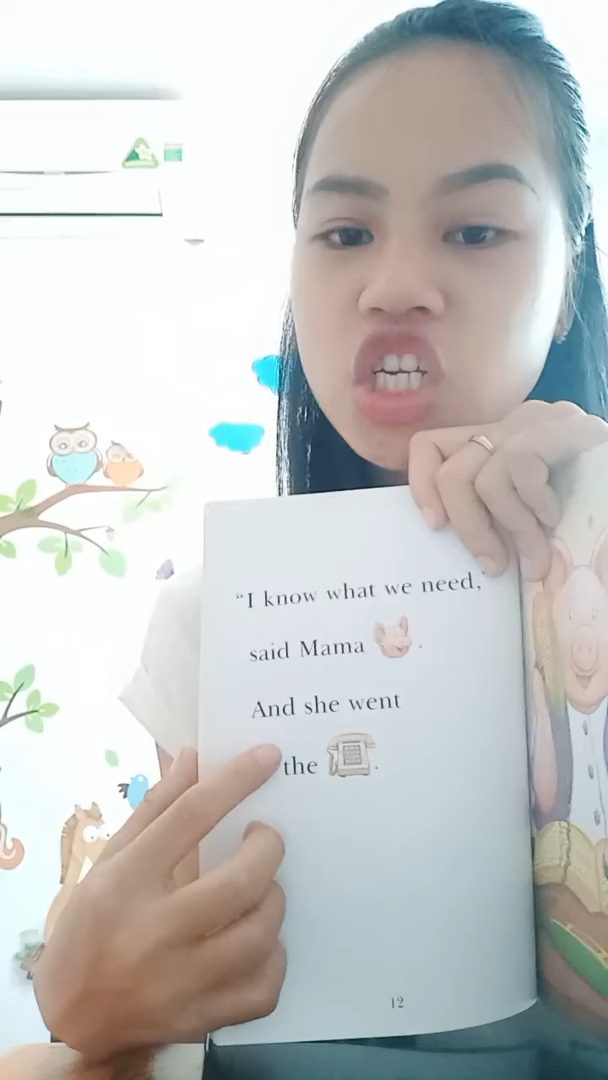 “I know what we need,”
said Mama .
And she went
the .
12